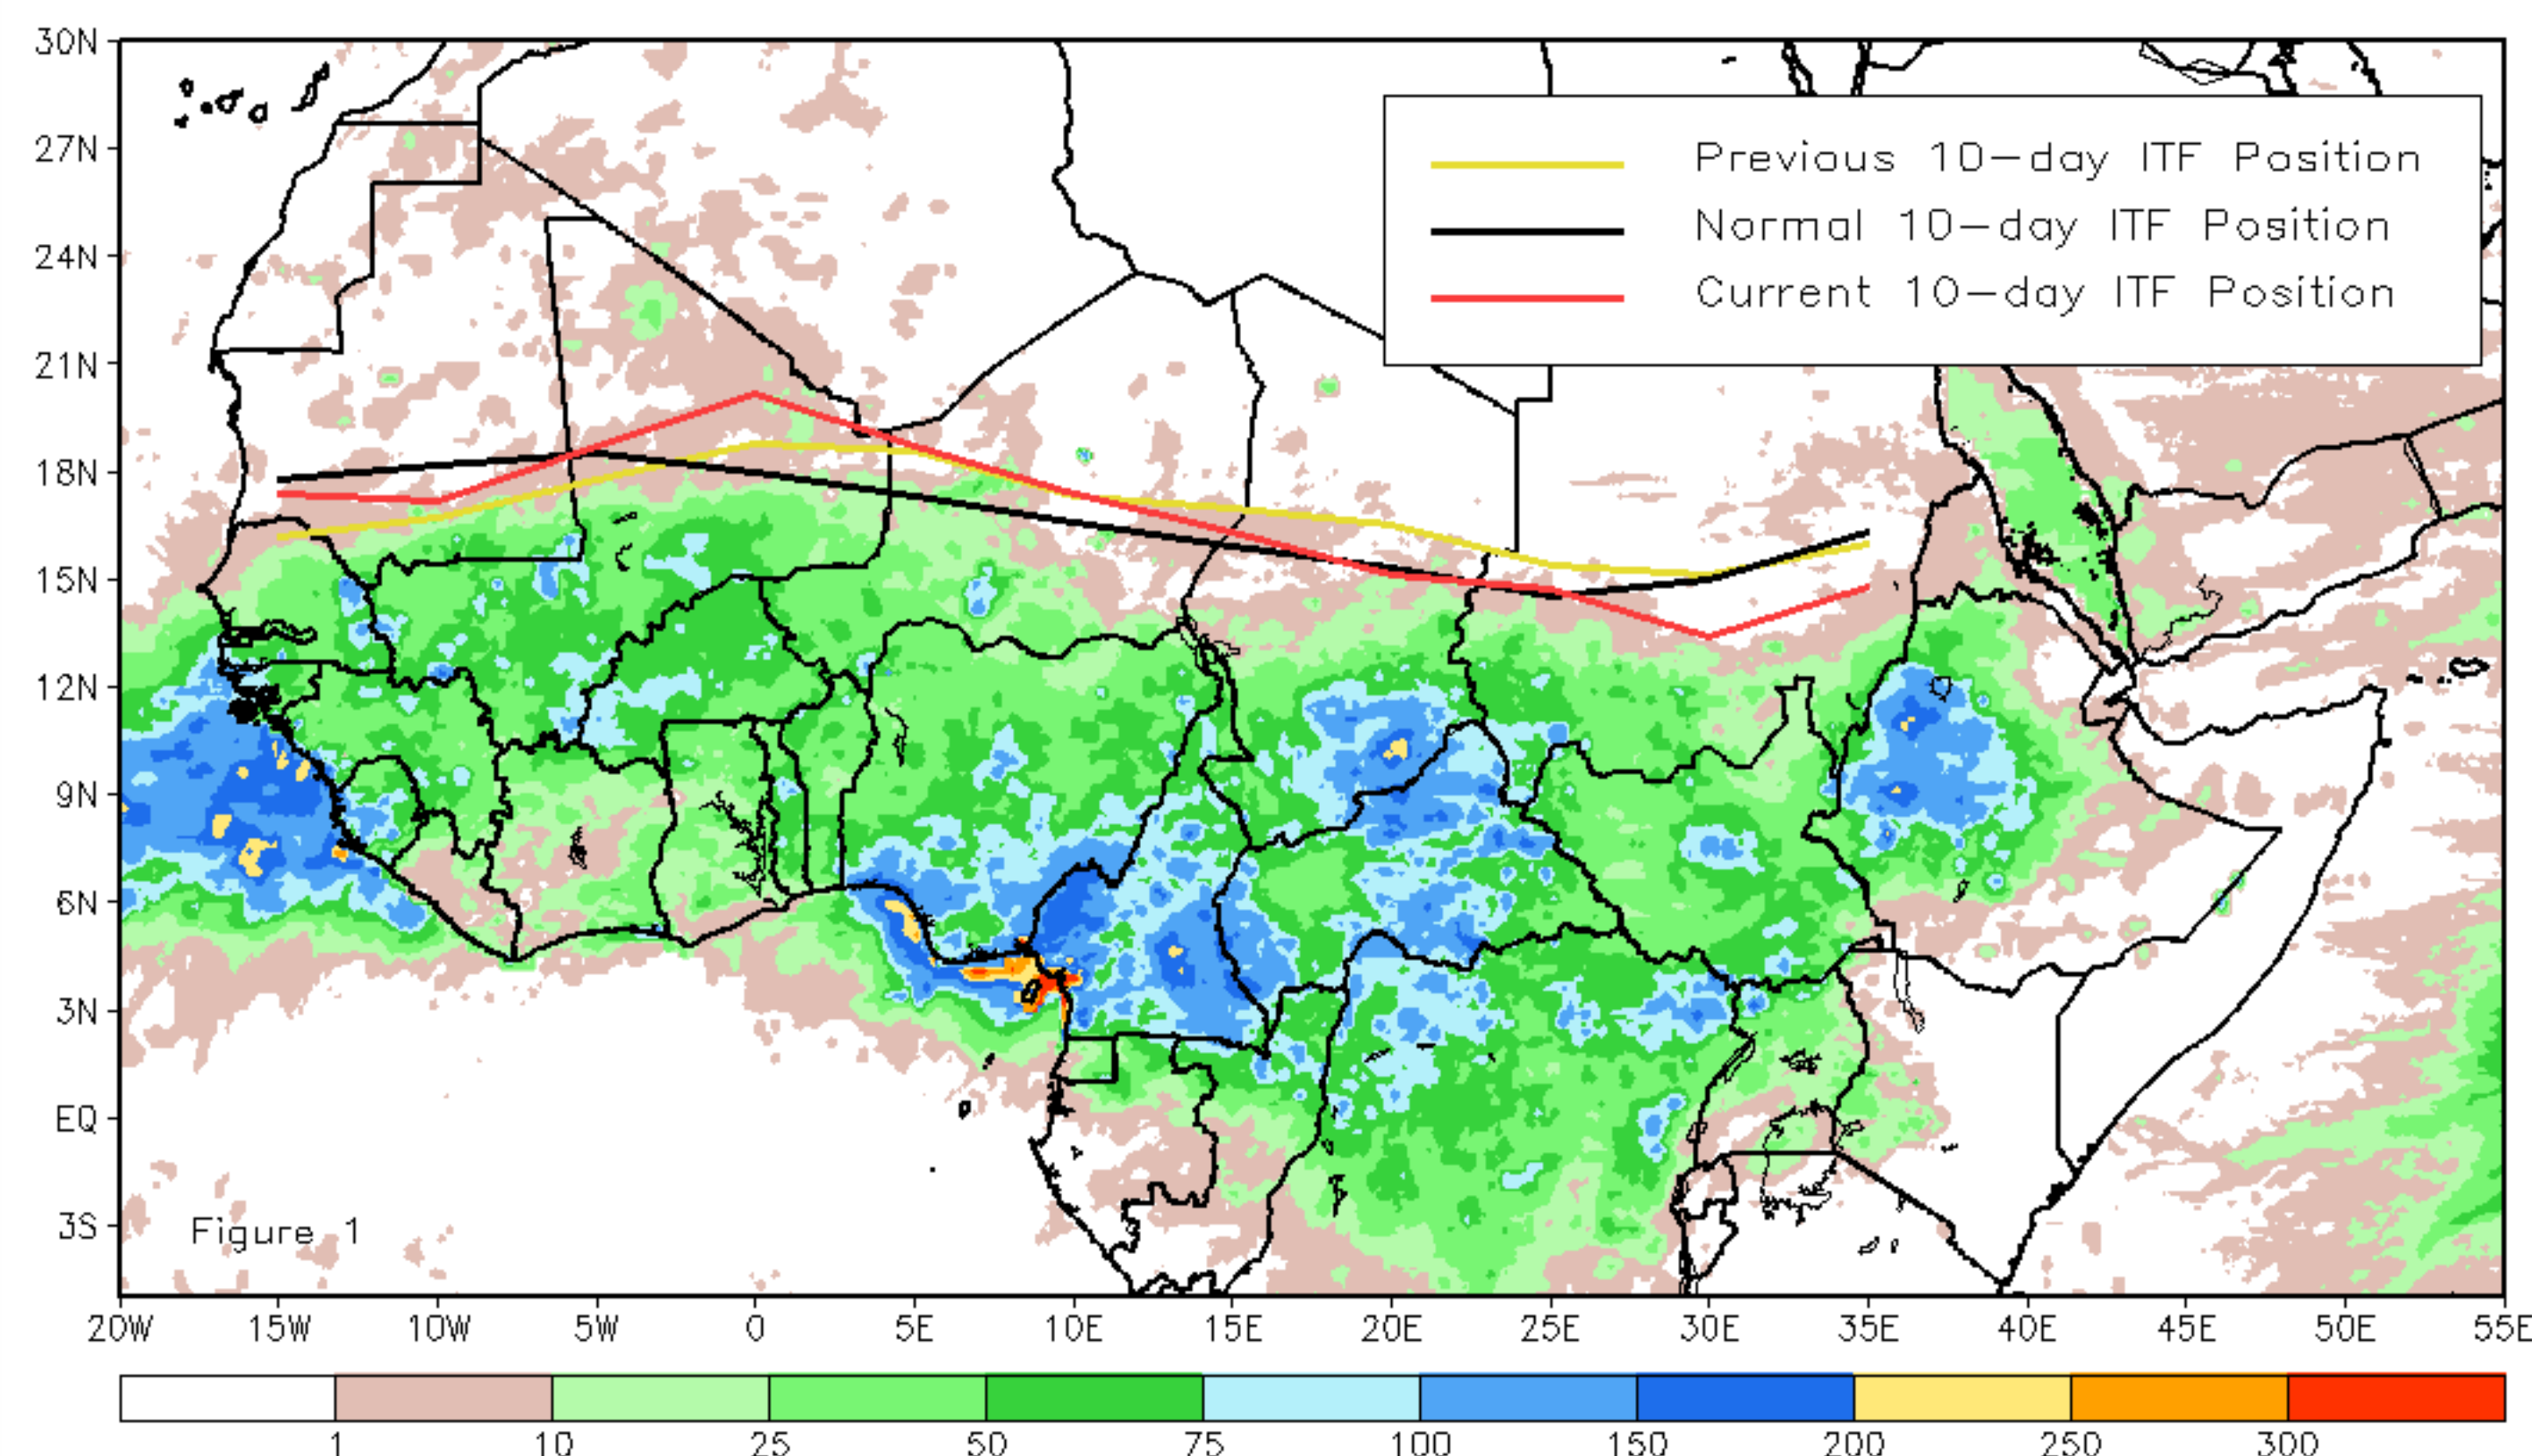 30N
27N
24N
21N
18N
15N
12N
9N
6N
3N
EQ
3S
Previous 10-day ITF Position
Normal 10-day ITF Position
Current 10-day ITF Position
Figure 1
20W 15W 10W 5W 0 5E 10E 15E 20E 25E 30E 35E 40E 45E 50E 55E
1 10 25 50 75 100 150 200 250 300